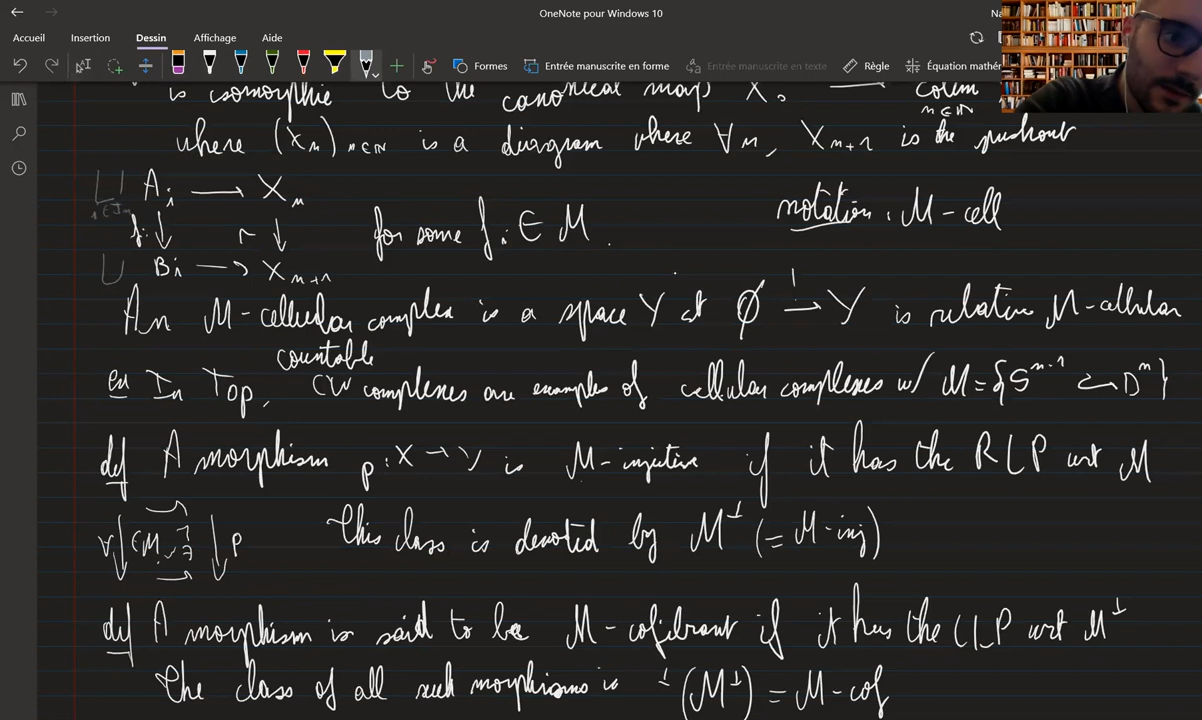 OneNote pour Windows 10
Accueil Insertion Dessin Affichage Aide
Formes Entrée manuscrite en forme Entrée manuscrite en texte Règle Équation mathém
is isomorphic to the canonical map X₀ → colim
n∈ℕ
where (Xₙ)ₙ∈ℕ is a diagram where ∀n, Xₙ₊₁ is the pushout
⊔ Aᵢ → Xₙ
i∈Jₙ
fᵢ ↓ ↓ for some fᵢ ∈ M. notation: M-cell
⊔ Bᵢ → Xₙ₊₁
An M-cellular complex is a space Y st ∅ →! Y is relative M-cellular
countable
ex In Top, CW complexes are examples of cellular complexes w/ M = {Sⁿ⁻¹ ↪ Dⁿ}
def A morphism p: X → Y is M-injective if it has the RLP wrt M
∀↓∈M ↓p This class is denoted by M^⊥ (= M-inj)
def A morphism is said to be M-cofibrant if it has the LLP wrt M^⊥
The class of all such morphisms is ^⊥(M^⊥) = M-cof